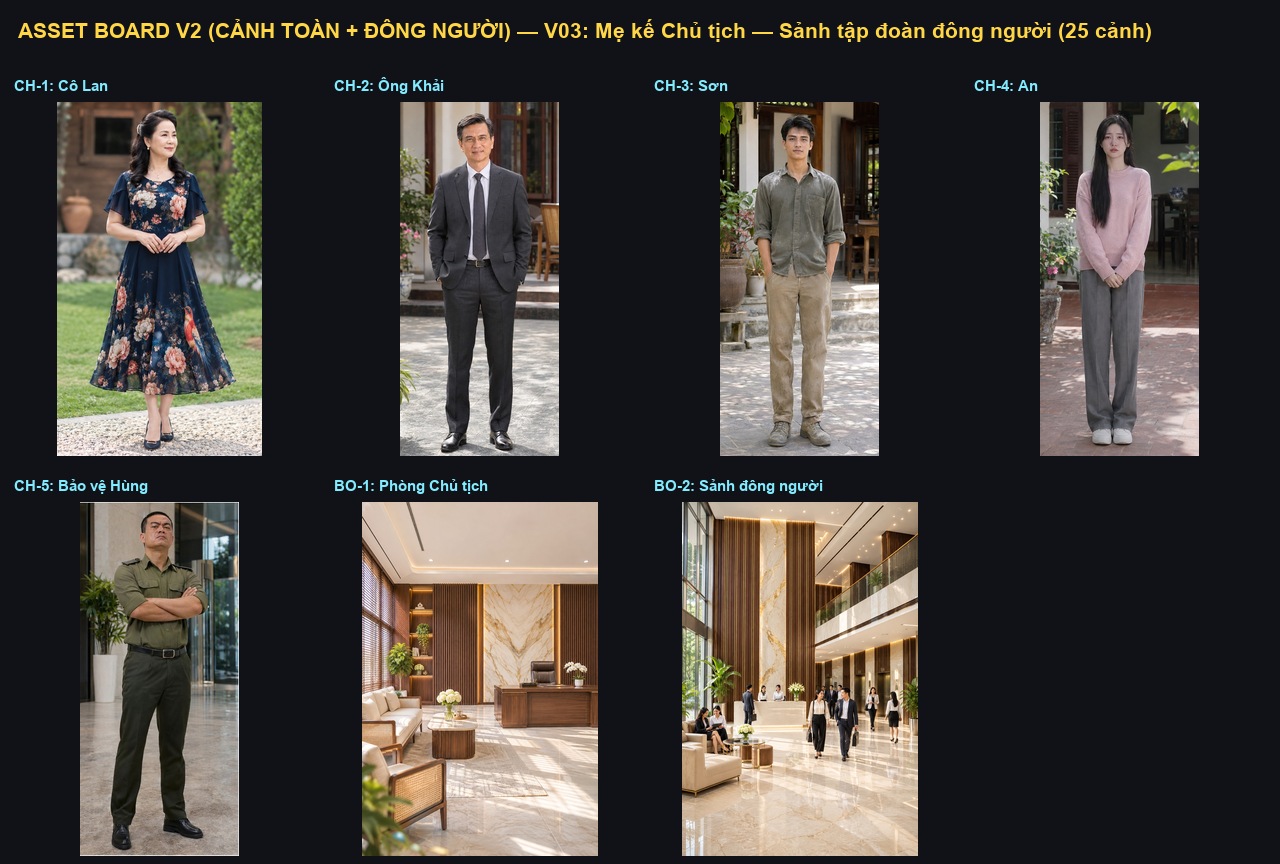 ASSET BOARD V2 (CẢNH TOÀN + ĐÔNG NGƯỜI) — V03: Mẹ kế Chủ tịch — Sảnh tập đoàn đông người (25 cảnh)
CH-1: Cô Lan
CH-2: Ông Khải
CH-3: Sơn
CH-4: An
CH-5: Bảo vệ Hùng
BO-1: Phòng Chủ tịch
BO-2: Sảnh đông người